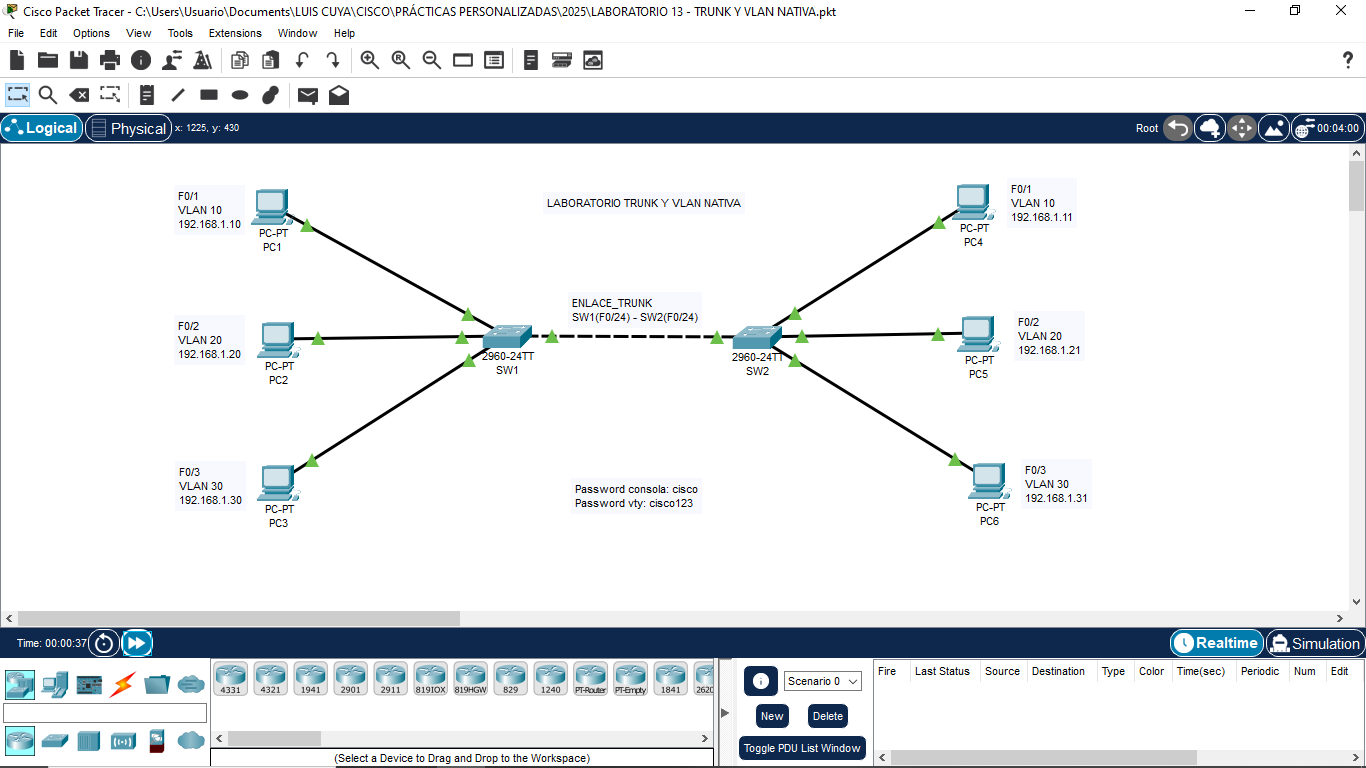 Cisco Packet Tracer - C:\Users\Usuario\Documents\LUIS CUYA\CISCO\PRÁCTICAS PERSONALIZADAS\2025\LABORATORIO 13 - TRUNK Y VLAN NATIVA.pkt
File Edit Options View Tools Extensions Window Help
Logical Physical x: 1225, y: 430 Root 00:04:00
F0/1
VLAN 10
192.168.1.10
PC-PT
PC1
LABORATORIO TRUNK Y VLAN NATIVA
F0/1
VLAN 10
192.168.1.11
PC-PT
PC4
ENLACE_TRUNK
SW1(F0/24) - SW2(F0/24)
F0/2
VLAN 20
192.168.1.20
PC-PT
PC2
2960-24TT
SW1
2960-24TT
SW2
F0/2
VLAN 20
192.168.1.21
PC-PT
PC5
F0/3
VLAN 30
192.168.1.30
PC-PT
PC3
Password consola: cisco
Password vty: cisco123
F0/3
VLAN 30
192.168.1.31
PC-PT
PC6
Time: 00:00:37 Realtime Simulation
4331 4321 1941 2901 2911 819IOX 819HGW 829 1240 PT-Router PT-Empty 1841 2620
(Select a Device to Drag and Drop to the Workspace)
Scenario 0
New Delete
Toggle PDU List Window
Fire Last Status Source Destination Type Color Time(sec) Periodic Num Edit